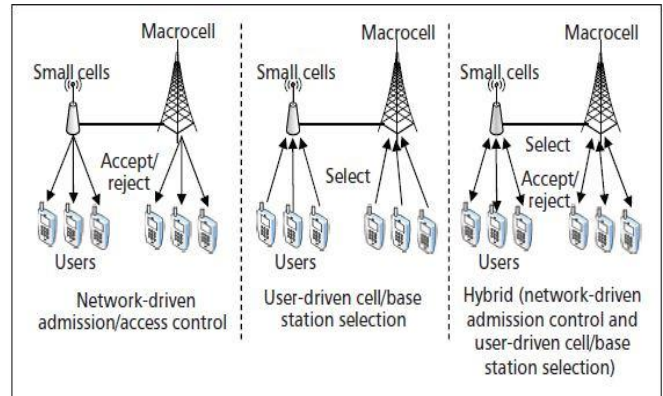 Macrocell
Small cells
Accept/
reject
Users
Network-driven
admission/access control
Macrocell
Small cells
Select
Users
User-driven cell/base
station selection
Macrocell
Small cells
Select
Accept/
reject
Users
Hybrid (network-driven
admission control and
user-driven cell/base
station selection)